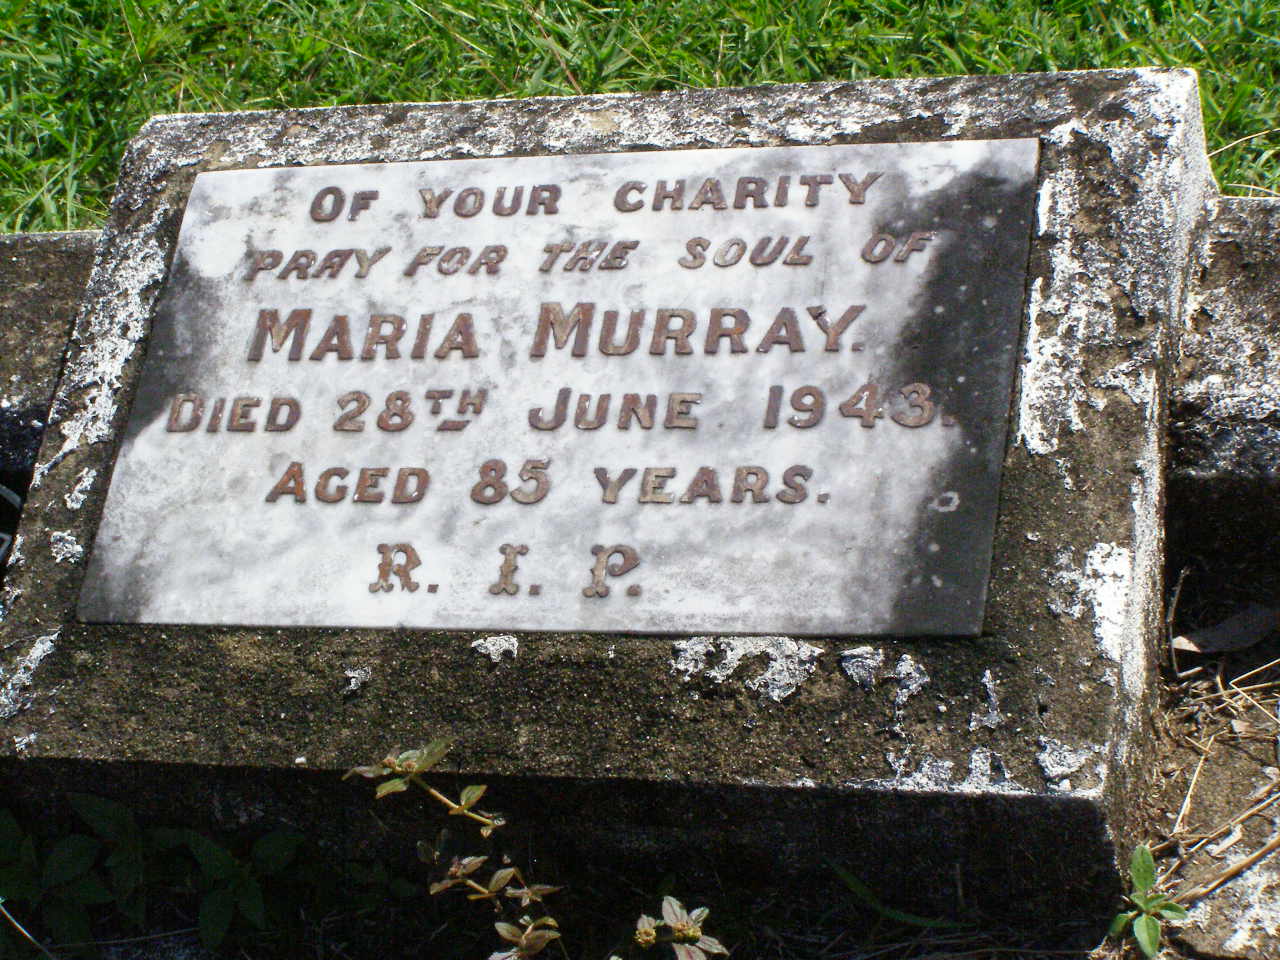 OF YOUR CHARITY
PRAY FOR THE SOUL OF
MARIA MURRAY.
DIED 28TH JUNE 1943.
AGED 85 YEARS.
R. I. P.